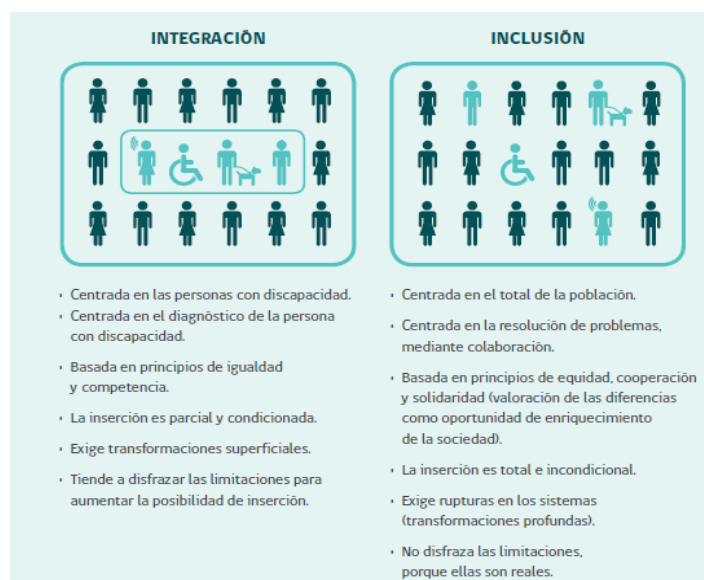 INTEGRACIÓN
· Centrada en las personas con discapacidad.
· Centrada en el diagnóstico de la persona
con discapacidad.
· Basada en principios de igualdad
y competencia.
· La inserción es parcial y condicionada.
· Exige transformaciones superficiales.
· Tiende a disfrazar las limitaciones para
aumentar la posibilidad de inserción.
INCLUSIÓN
· Centrada en el total de la población.
· Centrada en la resolución de problemas,
mediante colaboración.
· Basada en principios de equidad, cooperación
y solidaridad (valoración de las diferencias
como oportunidad de enriquecimiento
de la sociedad).
· La inserción es total e incondicional.
· Exige rupturas en los sistemas
(transformaciones profundas).
· No disfraza las limitaciones,
porque ellas son reales.